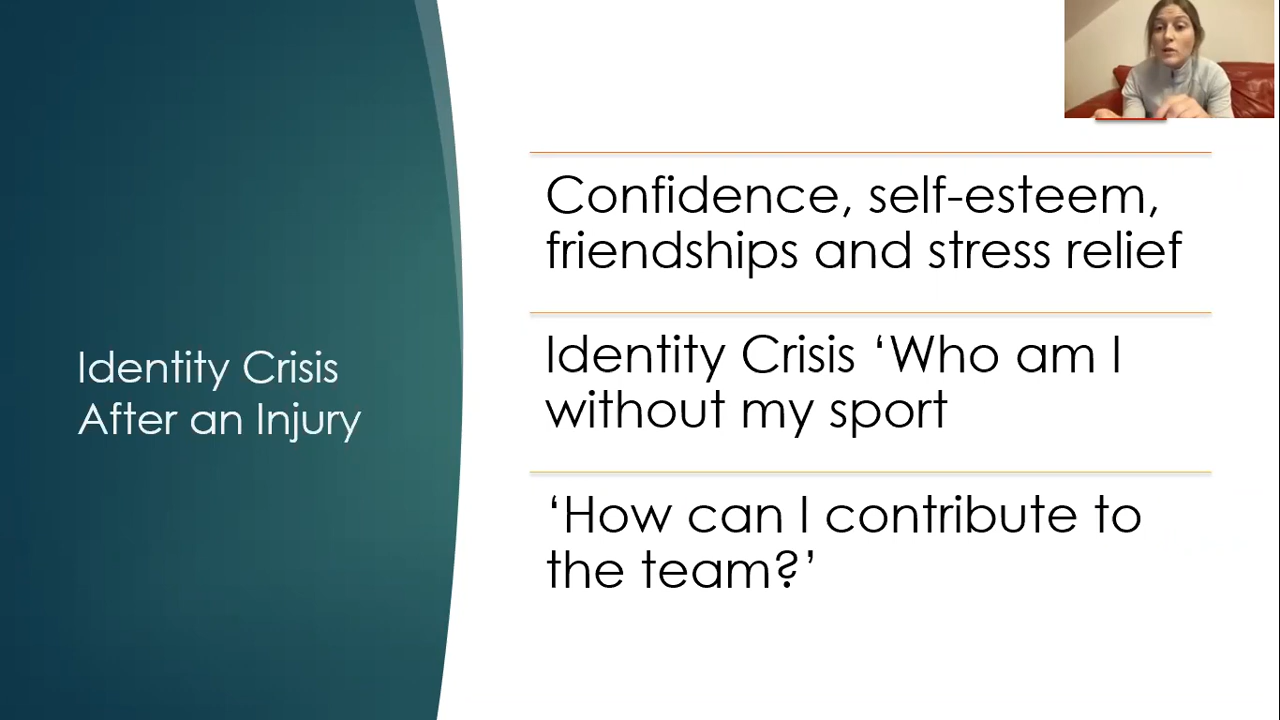 Identity Crisis
After an Injury
Confidence, self-esteem,
friendships and stress relief
Identity Crisis ‘Who am I
without my sport
‘How can I contribute to
the team?’